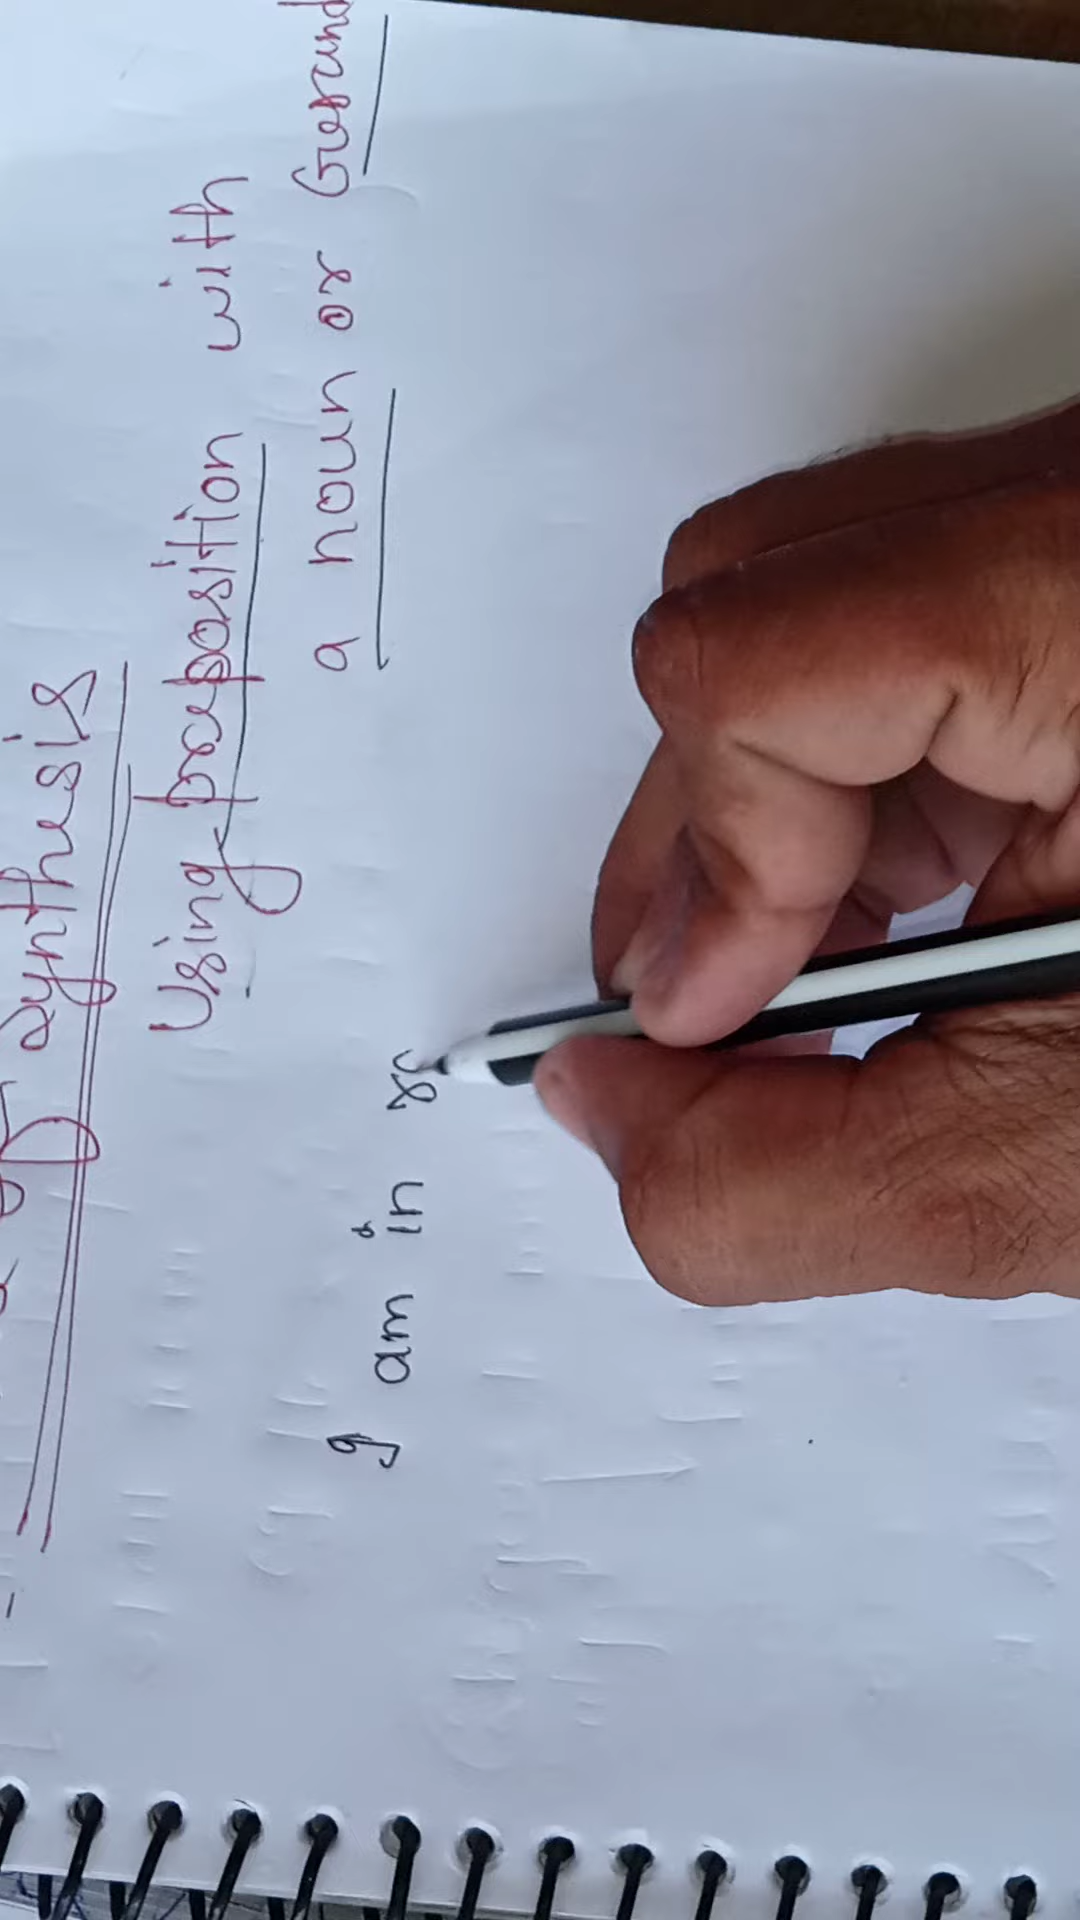 synthesis
Using preposition with
a noun or Gerund
I am in